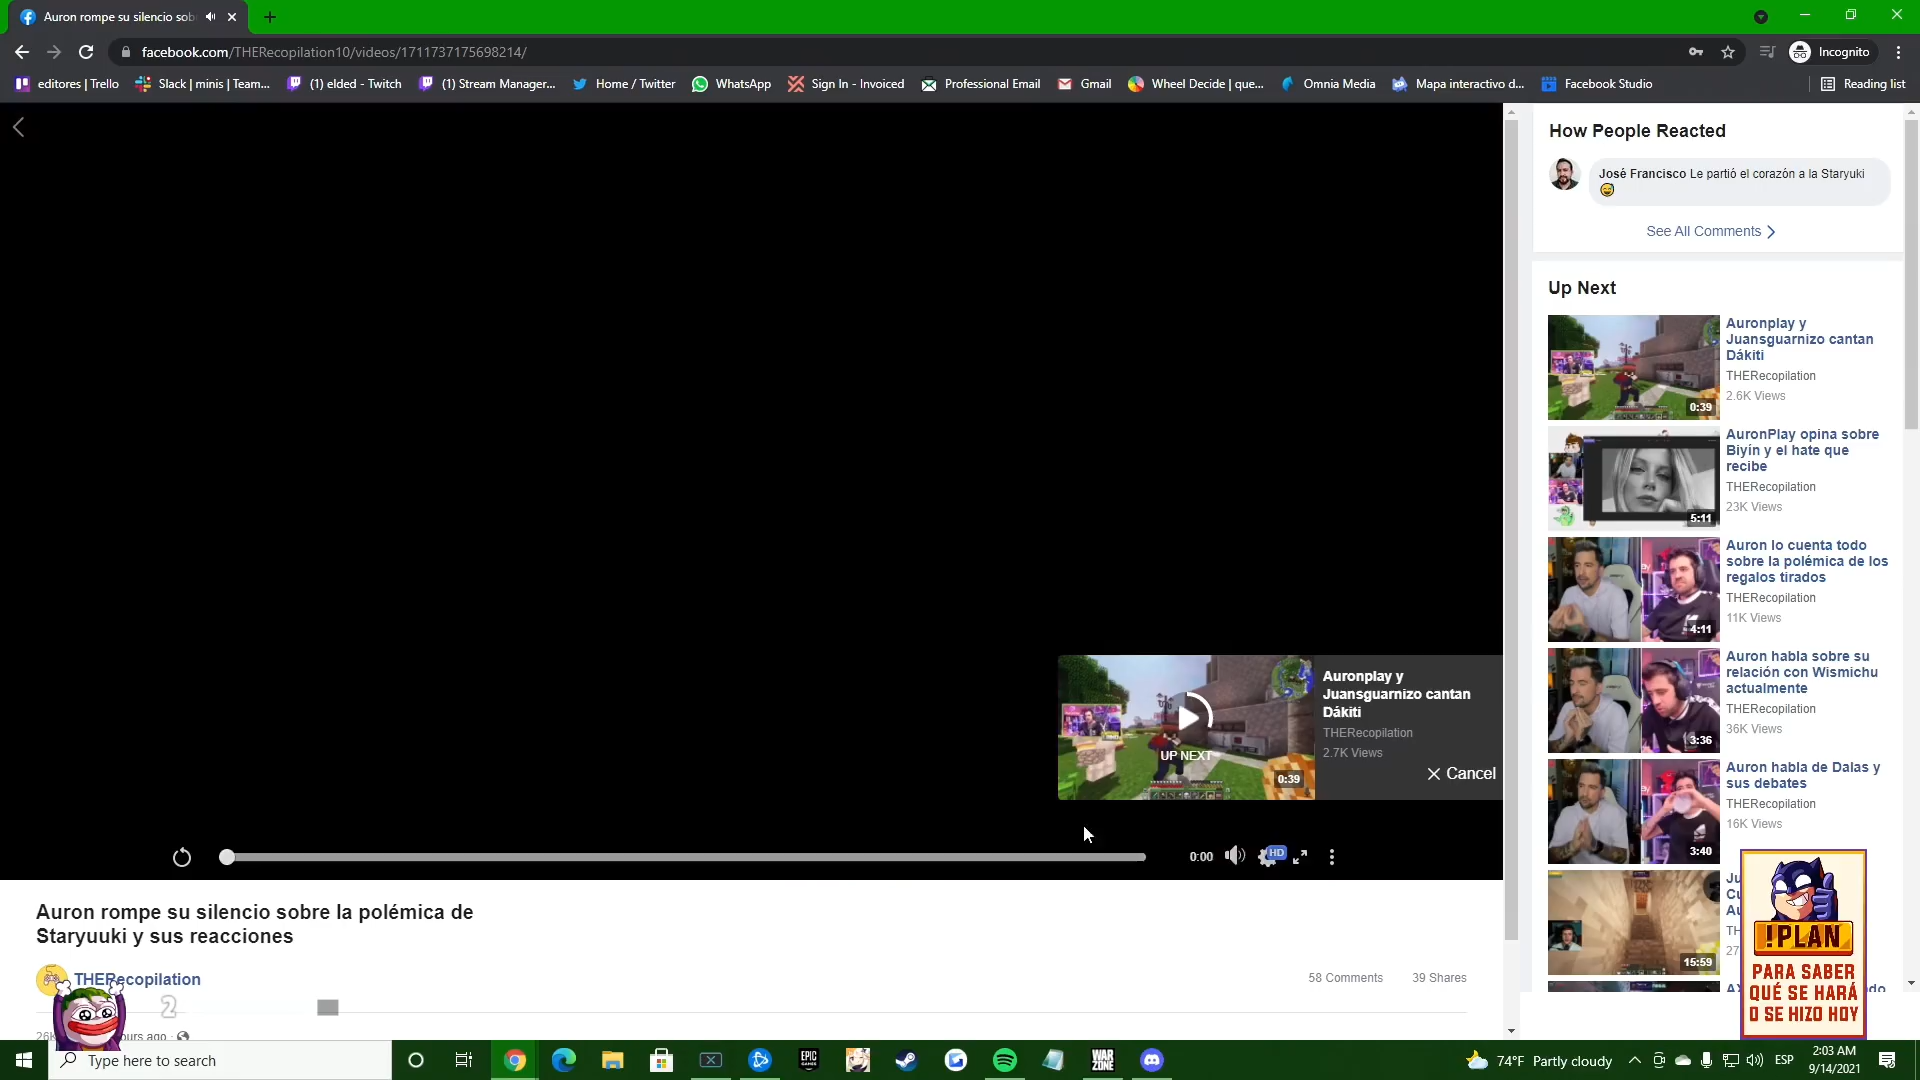 Auron rompe su silencio sob
facebook.com/THERecopilation10/videos/1711737175698214/
Incognito
editores | Trello
Slack | minis | Team...
(1) elded - Twitch
(1) Stream Manager...
Home / Twitter
WhatsApp
Sign In - Invoiced
Professional Email
Gmail
Wheel Decide | que...
Omnia Media
Mapa interactivo d...
Facebook Studio
Reading list
How People Reacted
José Francisco Le partió el corazón a la Staryuki
😅
See All Comments
Up Next
Auronplay y
Juansguarnizo cantan
Dákiti
THERecopilation
2.6K Views
0:39
AuronPlay opina sobre
Biyín y el hate que
recibe
THERecopilation
23K Views
5:11
Auron lo cuenta todo
sobre la polémica de los
regalos tirados
THERecopilation
11K Views
4:11
Auron habla sobre su
relación con Wismichu
actualmente
THERecopilation
36K Views
3:36
Auron habla de Dalas y
sus debates
THERecopilation
16K Views
3:40
15:59
Auronplay y
Juansguarnizo cantan
Dákiti
THERecopilation
2.7K Views
UP NEXT
0:39
Cancel
0:00
HD
Auron rompe su silencio sobre la polémica de
Staryuuki y sus reacciones
THERecopilation
58 Comments
39 Shares
2
ours ago
!PLAN
PARA SABER
QUÉ SE HARÁ
O SE HIZO HOY
Type here to search
EPIC
GAMES
WAR
ZONE
74°F Partly cloudy
ESP
2:03 AM
9/14/2021